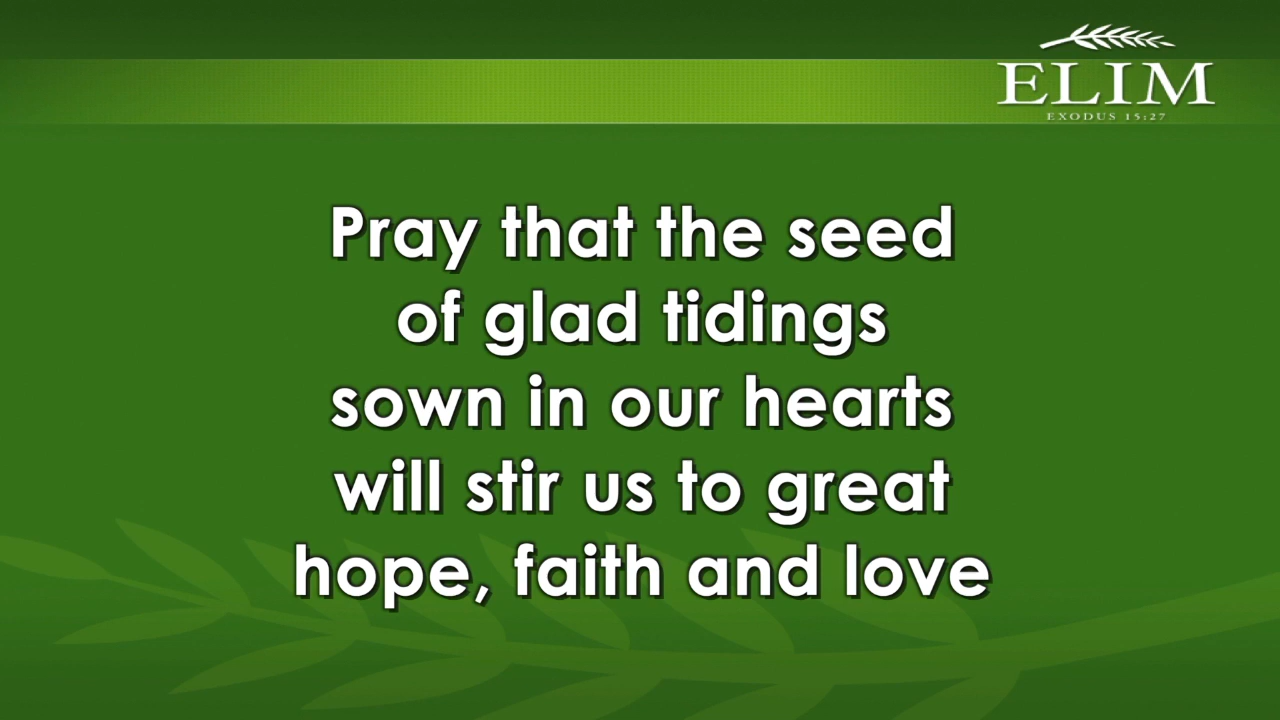 ELIM
EXODUS 15:27
Pray that the seed
of glad tidings
sown in our hearts
will stir us to great
hope, faith and love